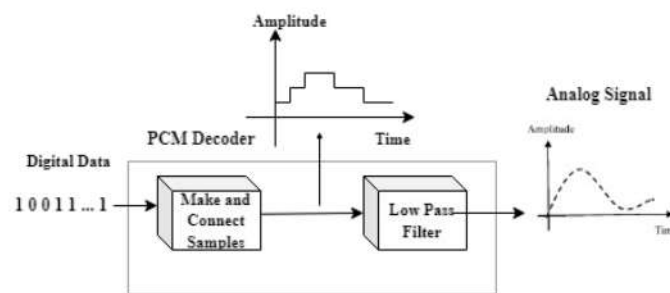 Amplitude
PCM Decoder
Time
Analog Signal
Amplitude
Digital Data
1 0 0 1 1 ... 1
Make and
Connect
Samples
Low Pass
Filter